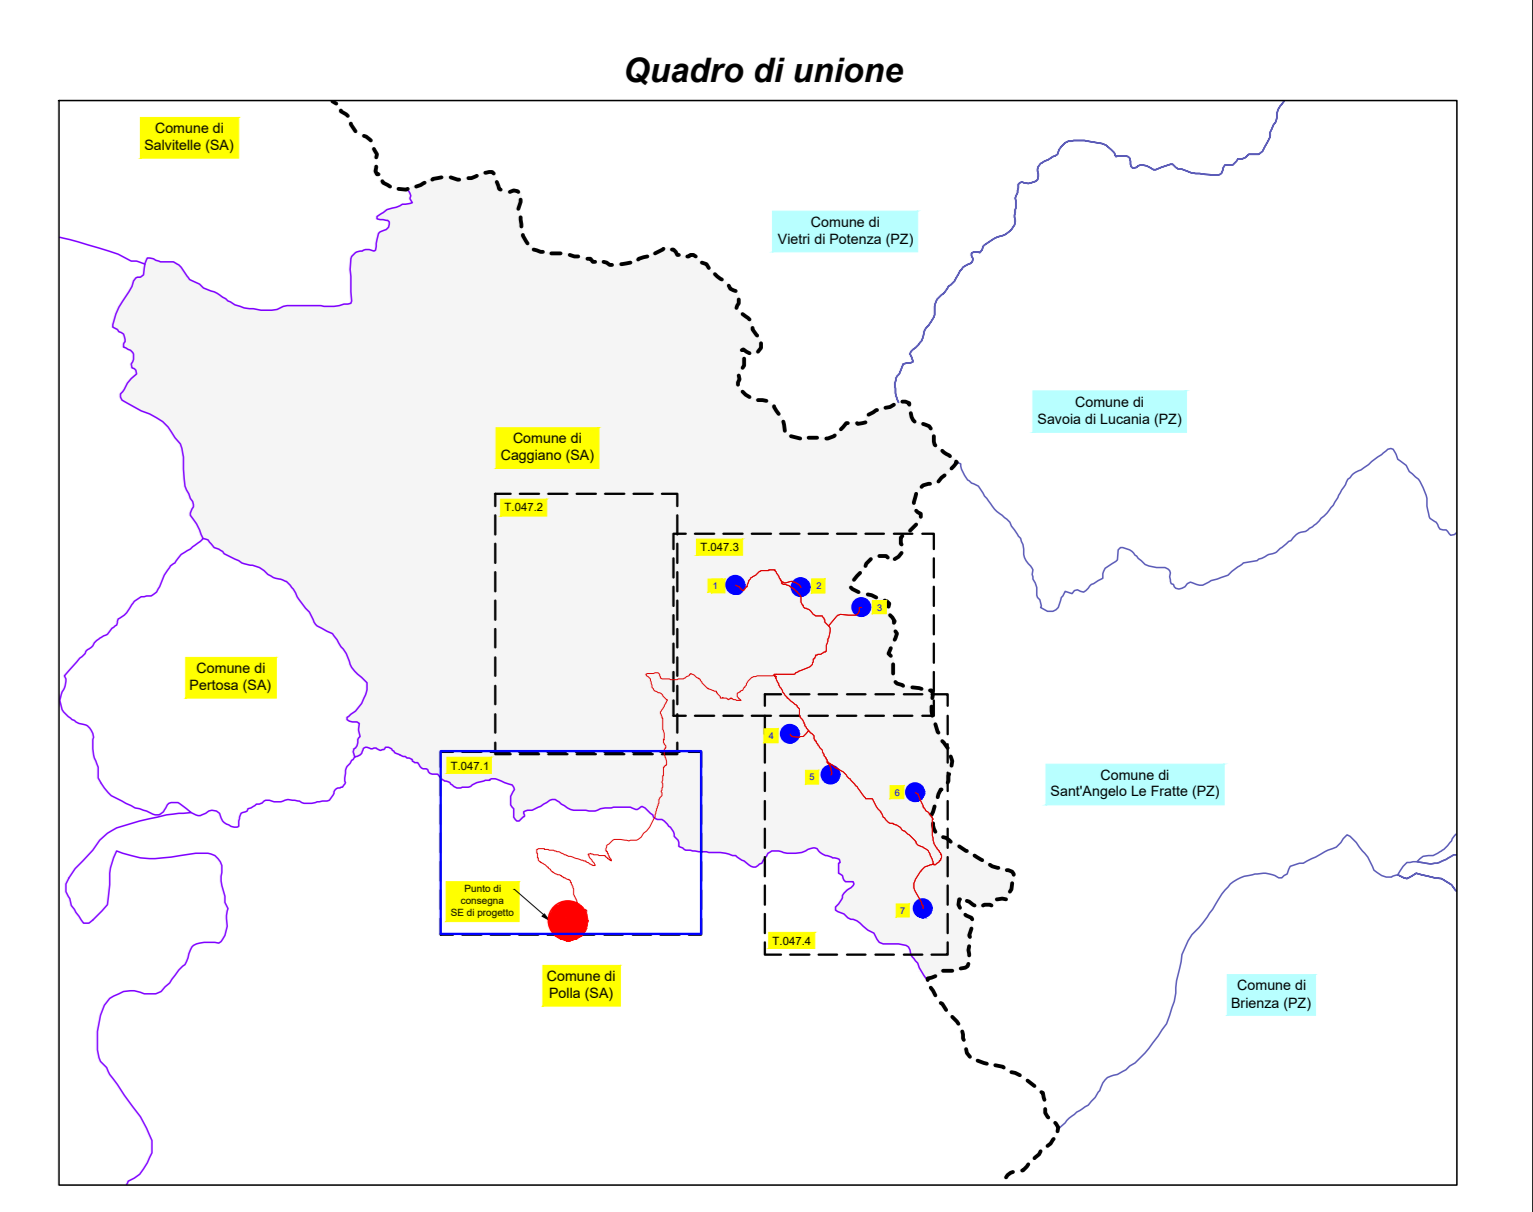 Quadro di unione
Comune di
Salvitelle (SA)
Comune di
Vietri di Potenza (PZ)
Comune di
Savoia di Lucania (PZ)
Comune di
Caggiano (SA)
T.047.2
T.047.3
1
2
3
Comune di
Pertosa (SA)
4
T.047.1
5
6
Comune di
Sant'Angelo Le Fratte (PZ)
Punto di
consegna
SE di progetto
7
T.047.4
Comune di
Polla (SA)
Comune di
Brienza (PZ)